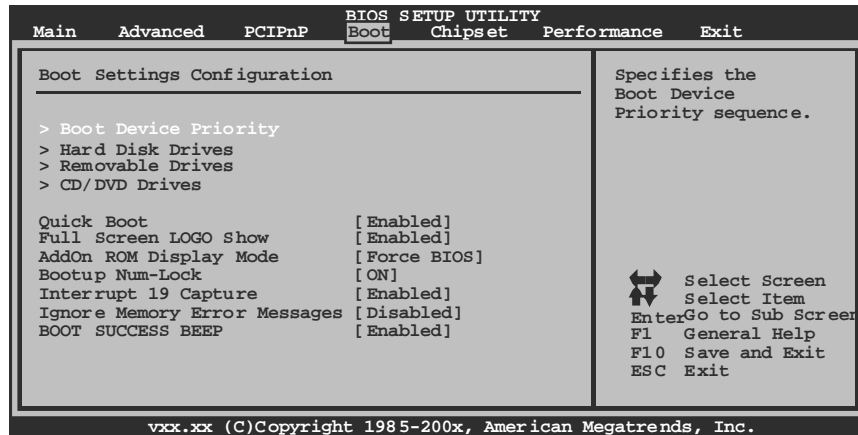 BIOS SETUP UTILITY
Main Advanced PCIPnP Boot Chipset Performance Exit
Boot Settings Configuration
> Boot Device Priority
> Hard Disk Drives
> Removable Drives
> CD/DVD Drives
Quick Boot [Enabled]
Full Screen LOGO Show [Enabled]
AddOn ROM Display Mode [Force BIOS]
Bootup Num-Lock [ON]
Interrupt 19 Capture [Enabled]
Ignore Memory Error Messages [Disabled]
BOOT SUCCESS BEEP [Enabled]
Specifies the
Boot Device
Priority sequence.
Select Screen
Select Item
Enter Go to Sub Screen
F1 General Help
F10 Save and Exit
ESC Exit
vxx.xx (C)Copyright 1985-200x, American Megatrends, Inc.